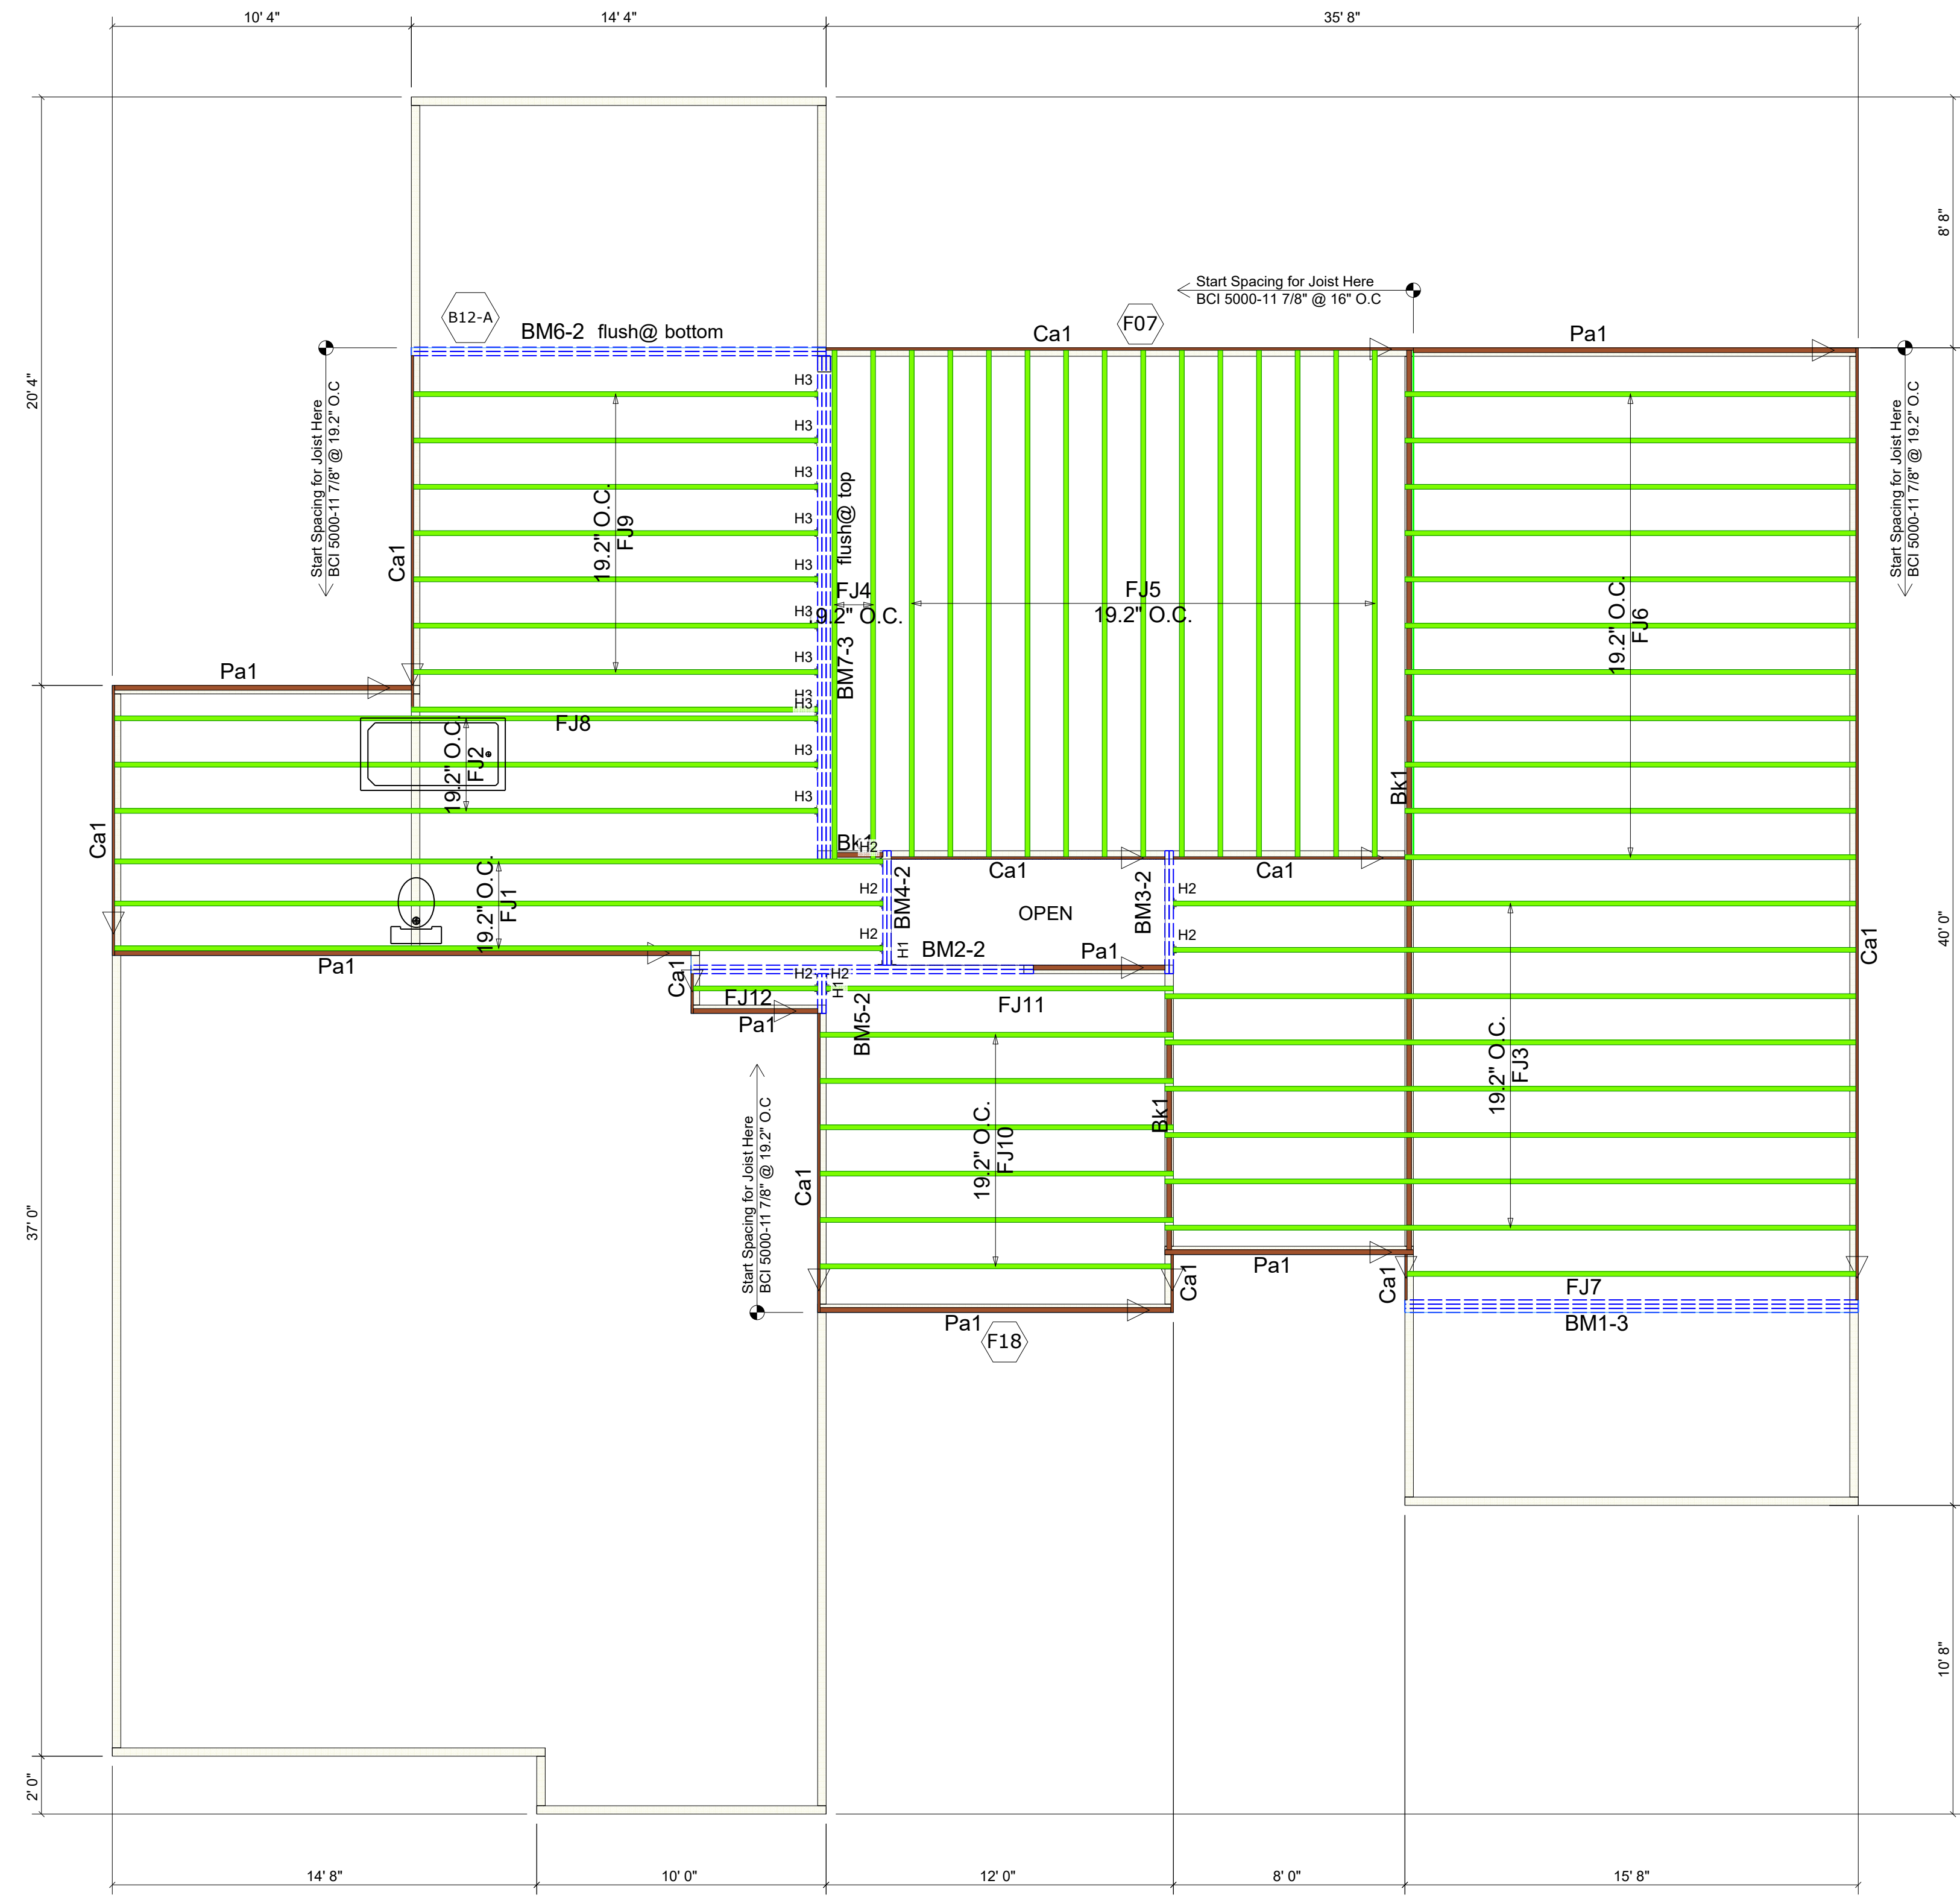 10' 4"
14' 4"
35' 8"
20' 4"
37' 0"
2' 0"
8' 8"
40' 0"
10' 8"
Start Spacing for Joist Here
BCI 5000-11 7/8" @ 16" O.C
B12-A
BM6-2 flush@ bottom
Ca1
F07
Pa1
Start Spacing for Joist Here
BCI 5000-11 7/8" @ 19.2" O.C
Start Spacing for Joist Here
BCI 5000-11 7/8" @ 19.2" O.C
H3
H3
H3
H3
H3
H3
H3
H3
H3
H3
H3
Ca1
19.2" O.C.
FJ9
flush@ top
BM7-3
FJ4
9.2" O.C.
FJ5
19.2" O.C.
19.2" O.C.
FJ6
Pa1
FJ8
19.2" O.C.
FJ2
Bk1
Ca1
Bk1
H2
Ca1
Ca1
19.2" O.C.
FJ1
H2
H2
BM4-2
BM3-2
H2
H2
OPEN
Ca1
Pa1
Ca1
H1
BM2-2
Pa1
H2
H2
H1
FJ12
Pa1
BM5-2
FJ11
19.2" O.C.
FJ3
Start Spacing for Joist Here
BCI 5000-11 7/8" @ 19.2" O.C
Ca1
19.2" O.C.
FJ10
Bk1
Ca1
Pa1
Ca1
FJ7
BM1-3
Pa1
F18
14' 8"
10' 0"
12' 0"
8' 0"
15' 8"